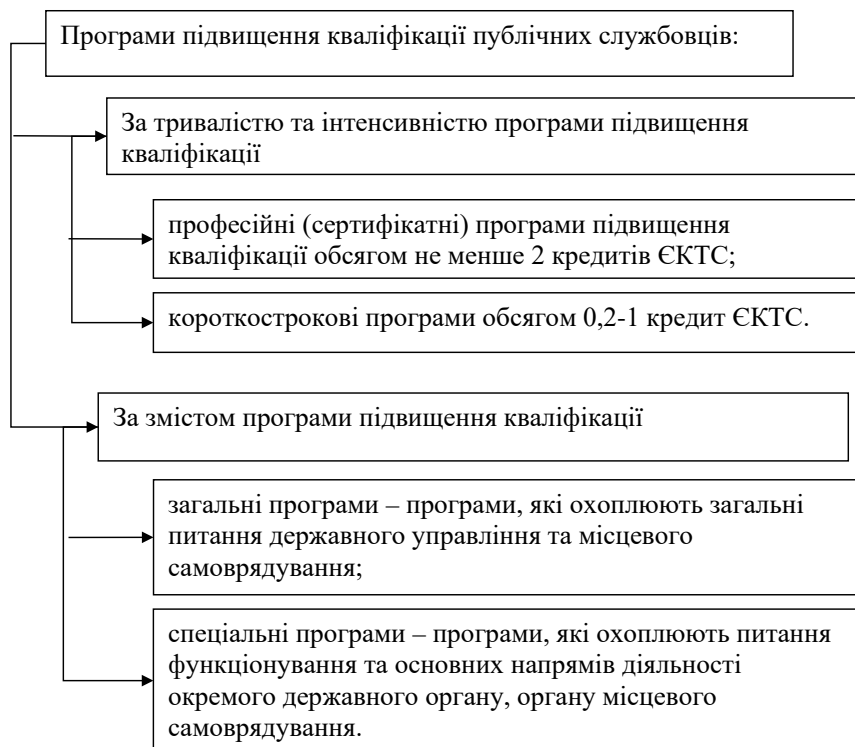 Програми підвищення кваліфікації публічних службовців:
За тривалістю та інтенсивністю програми підвищення
кваліфікації
професійні (сертифікатні) програми підвищення
кваліфікації обсягом не менше 2 кредитів ЄКТС;
короткострокові програми обсягом 0,2-1 кредит ЄКТС.
За змістом програми підвищення кваліфікації
загальні програми – програми, які охоплюють загальні
питання державного управління та місцевого
самоврядування;
спеціальні програми – програми, які охоплюють питання
функціонування та основних напрямів діяльності
окремого державного органу, органу місцевого
самоврядування.